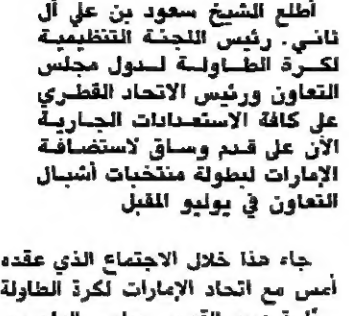 أطلع الشيخ سعود بن علي آل
ثاني. رئيس اللجنة التنظيمية
لكرة الطاولة لدول مجلس
التعاون ورئيس الاتحاد القطري
على كافة الاستعدادات الجارية
الآن على قدم وساق لاستضافة
الإمارات لبطولة منتخبات أشبال
التعاون في يوليو المقبل
جاء هذا خلال الاجتماع الذي عقده
أمس مع اتحاد الإمارات لكرة الطاولة